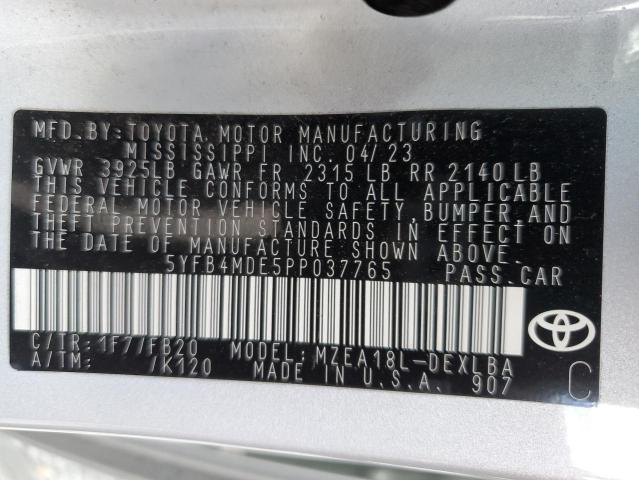 MFD. BY: TOYOTA MOTOR MANUFACTURING
MISSISSIPPI INC. 04/23
GVWR 3925LB GAWR FR 2315 LB RR 2140 LB
THIS VEHICLE CONFORMS TO ALL APPLICABLE
FEDERAL MOTOR VEHICLE SAFETY, BUMPER, AND
THEFT PREVENTION STANDARDS IN EFFECT ON
THE DATE OF MANUFACTURE SHOWN ABOVE.
5YFB4MDE5PP037765 PASS. CAR
C/TR: 1F7/FB20 MODEL: MZEA18L-DEXLBA
A/TM: /K120 MADE IN U.S.A. 907
TOYOTA
C